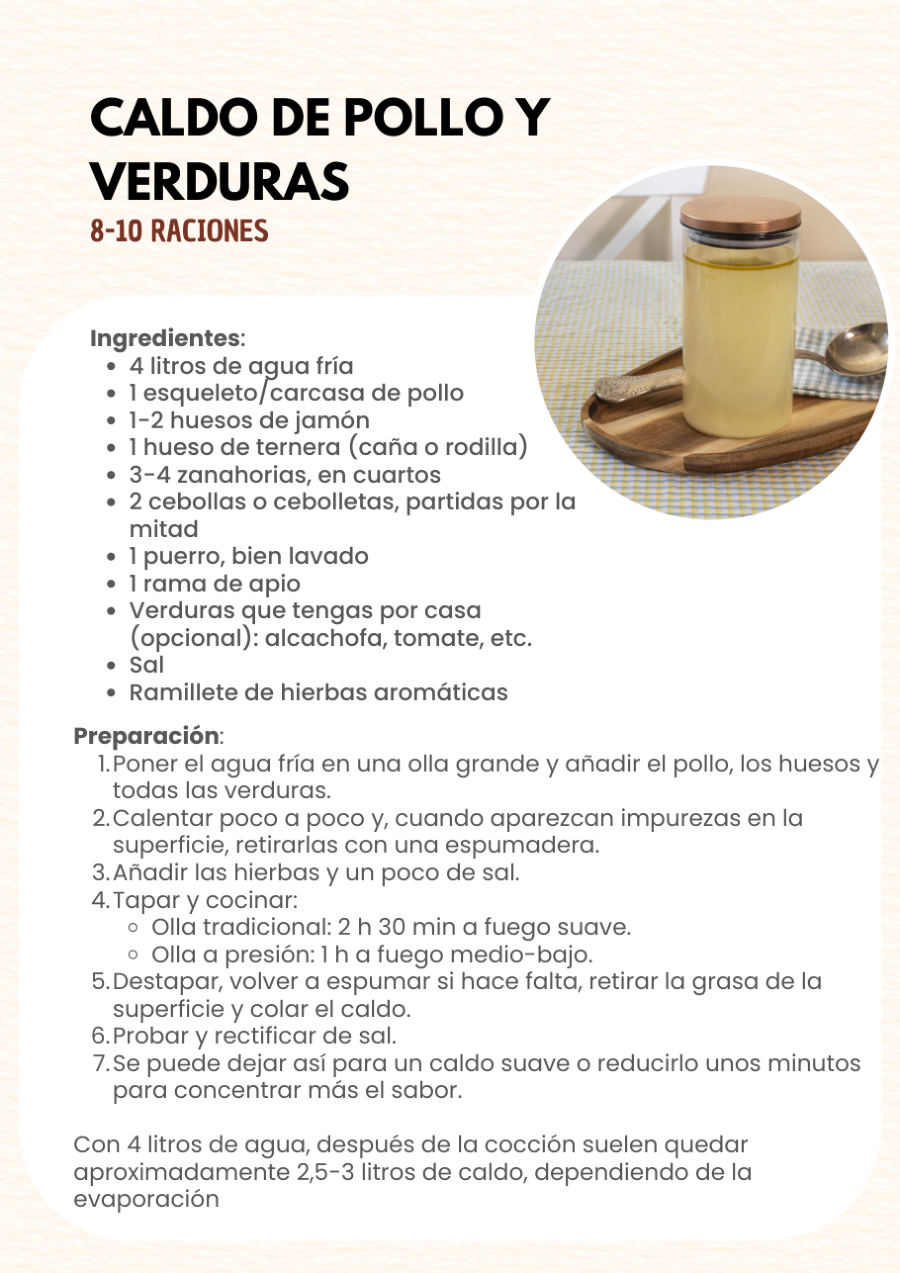 CALDO DE POLLO Y
VERDURAS
8-10 RACIONES
Ingredientes:
• 4 litros de agua fría
• 1 esqueleto/carcasa de pollo
• 1-2 huesos de jamón
• 1 hueso de ternera (caña o rodilla)
• 3-4 zanahorias, en cuartos
• 2 cebollas o cebolletas, partidas por la
mitad
• 1 puerro, bien lavado
• 1 rama de apio
• Verduras que tengas por casa
(opcional): alcachofa, tomate, etc.
• Sal
• Ramillete de hierbas aromáticas
Preparación:
1. Poner el agua fría en una olla grande y añadir el pollo, los huesos y
todas las verduras.
2. Calentar poco a poco y, cuando aparezcan impurezas en la
superficie, retirarlas con una espumadera.
3. Añadir las hierbas y un poco de sal.
4. Tapar y cocinar:
◦ Olla tradicional: 2 h 30 min a fuego suave.
◦ Olla a presión: 1 h a fuego medio-bajo.
5. Destapar, volver a espumar si hace falta, retirar la grasa de la
superficie y colar el caldo.
6. Probar y rectificar de sal.
7. Se puede dejar así para un caldo suave o reducirlo unos minutos
para concentrar más el sabor.
Con 4 litros de agua, después de la cocción suelen quedar
aproximadamente 2,5-3 litros de caldo, dependiendo de la
evaporación